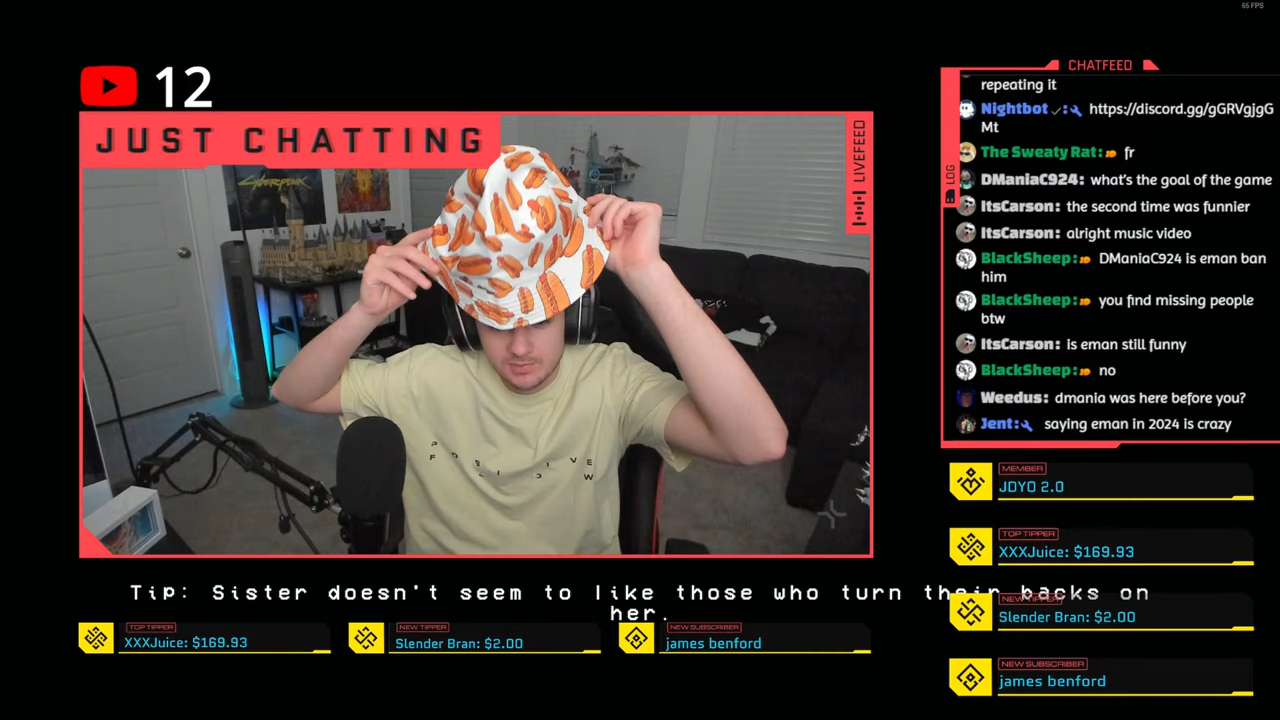 65 FPS
12
JUST CHATTING
LIVEFEED
CYBERPUNK
CHATFEED
LOG
repeating it
Nightbot : https://discord.gg/gGRVgjgG
Mt
The Sweaty Rat: fr
DManiaC924: what's the goal of the game
ItsCarson: the second time was funnier
ItsCarson: alright music video
BlackSheep: DManiaC924 is eman ban
him
BlackSheep: you find missing people
btw
ItsCarson: is eman still funny
BlackSheep: no
Weedus: dmania was here before you?
Jent: saying eman in 2024 is crazy
MEMBER
JDYO 2.0
TOP TIPPER
XXXJuice: $169.93
NEW TIPPER
Slender Bran: $2.00
NEW SUBSCRIBER
james benford
Tip: Sister doesn't seem to like those who turn their backs on
her.
TOP TIPPER
XXXJuice: $169.93
NEW TIPPER
Slender Bran: $2.00
NEW SUBSCRIBER
james benford